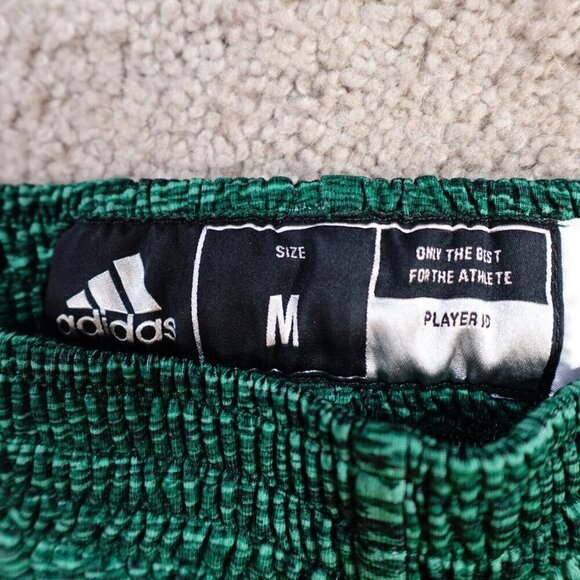 adidas
SIZE
M
ONLY THE BEST
FOR THE ATHLETE
PLAYER ID